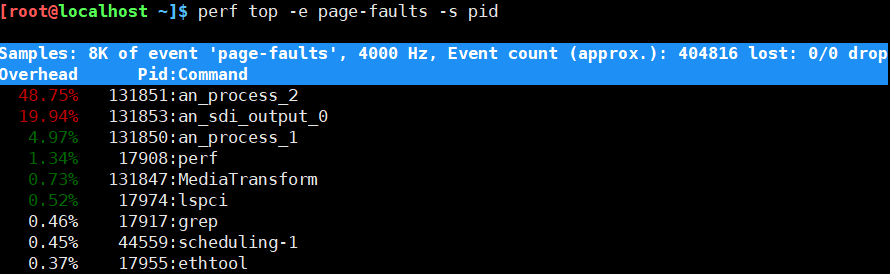 [root@localhost ~]$ perf top -e page-faults -s pid
Samples: 8K of event 'page-faults', 4000 Hz, Event count (approx.): 404816 lost: 0/0 drop
Overhead Pid:Command
48.75% 131851:an_process_2
19.94% 131853:an_sdi_output_0
4.97% 131850:an_process_1
1.34% 17908:perf
0.73% 131847:MediaTransform
0.52% 17974:lspci
0.46% 17917:grep
0.45% 44559:scheduling-1
0.37% 17955:ethtool